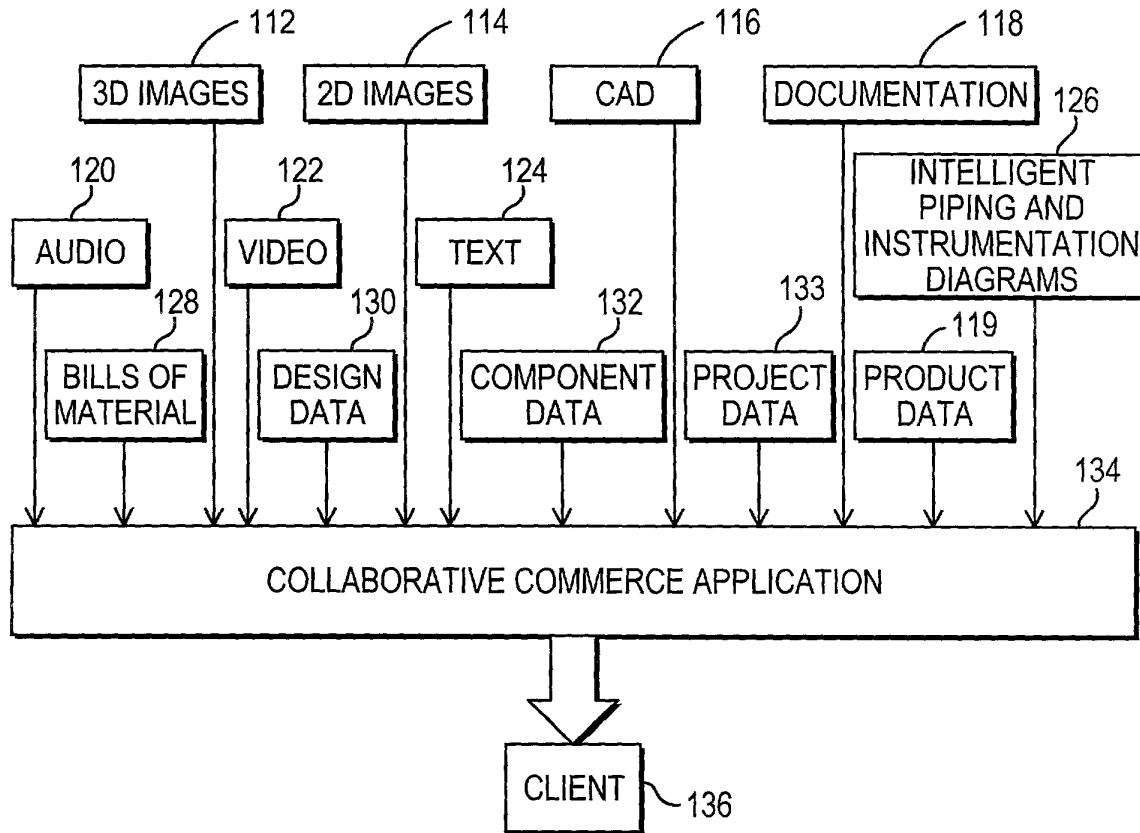 112
114
116
118
3D IMAGES
2D IMAGES
CAD
DOCUMENTATION
126
INTELLIGENT
PIPING AND
INSTRUMENTATION
DIAGRAMS
120
122
124
AUDIO
VIDEO
TEXT
128
130
132
133
119
BILLS OF
MATERIAL
DESIGN
DATA
COMPONENT
DATA
PROJECT
DATA
PRODUCT
DATA
134
COLLABORATIVE COMMERCE APPLICATION
CLIENT
136